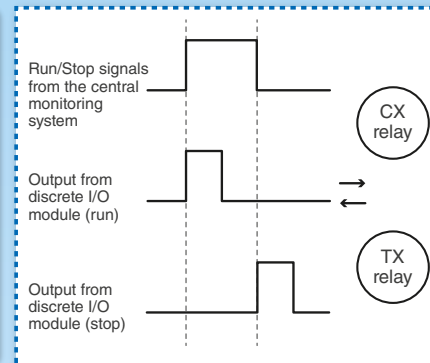 Run/Stop signals
from the central
monitoring
system
CX
relay
Output from
discrete I/O
module (run)
TX
relay
Output from
discrete I/O
module (stop)